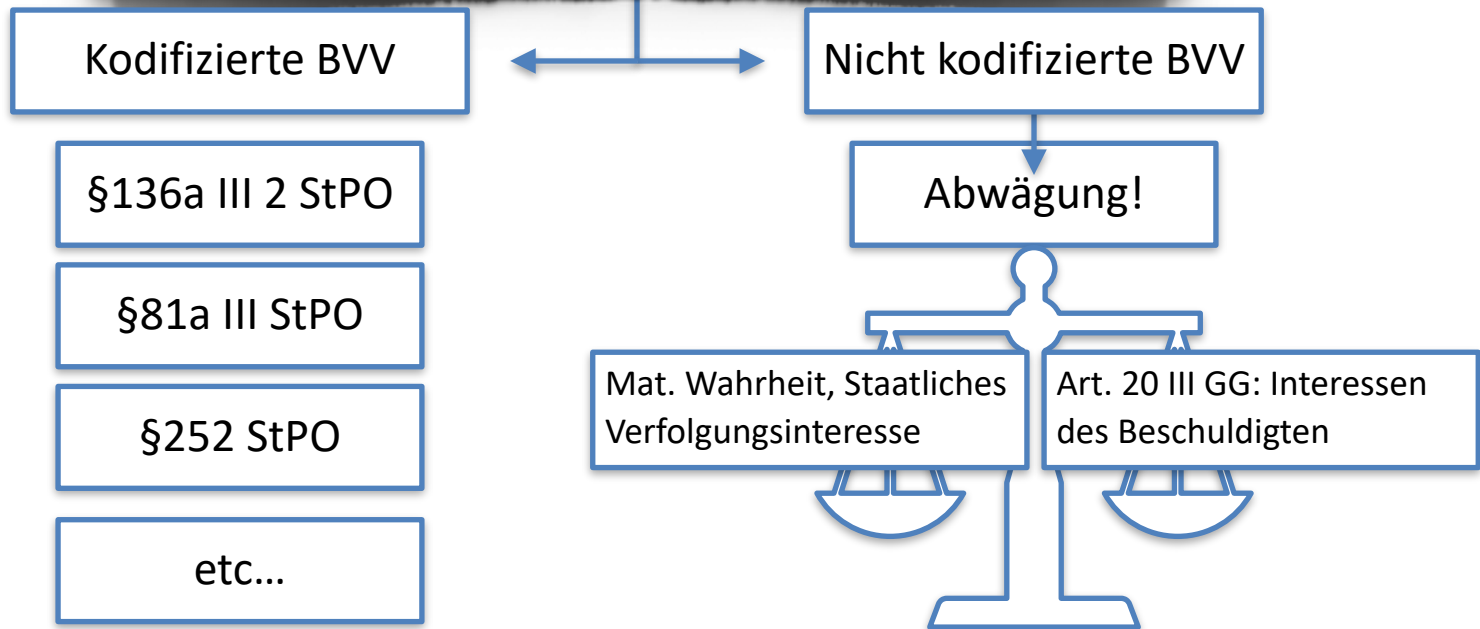 Kodifizierte BVV
Nicht kodifizierte BVV
§136a III 2 StPO
§81a III StPO
§252 StPO
etc...
Abwägung!
Mat. Wahrheit, Staatliches
Verfolgungsinteresse
Art. 20 III GG: Interessen
des Beschuldigten